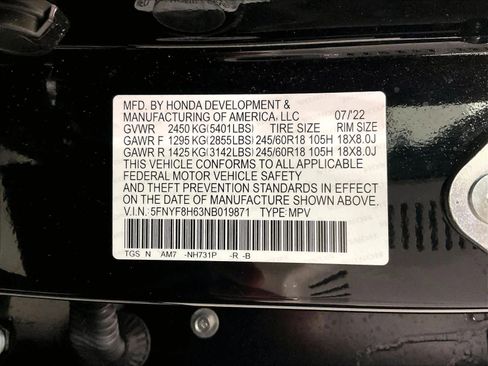 MFD. BY HONDA DEVELOPMENT &
MANUFACTURING OF AMERICA, LLC 07/'22
GVWR 2450 KG(5401LBS) TIRE SIZE RIM SIZE
GAWR F 1295 KG(2855LBS) 245/60R18 105H 18X8.0J
GAWR R 1425 KG(3142LBS) 245/60R18 105H 18X8.0J
THIS VEHICLE CONFORMS TO ALL APPLICABLE
FEDERAL MOTOR VEHICLE SAFETY
AND THEFT PREVENTION STANDARDS IN EFFECT
ON THE DATE OF MANUFACTURE SHOWN ABOVE.
V.I.N.: 5FNYF8H63NB019871 TYPE: MPV
TGS N AM7 -NH731P -R -B